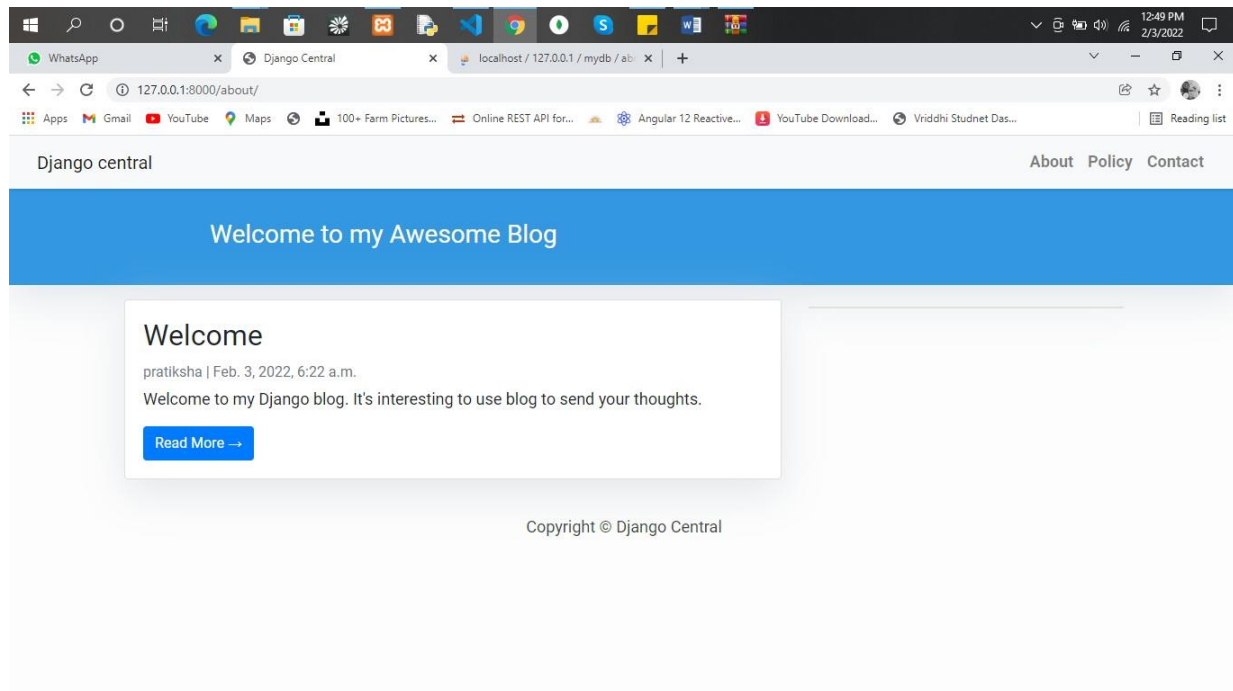 12:49 PM
2/3/2022
WhatsApp
Django Central
localhost / 127.0.0.1 / mydb / ab
127.0.0.1:8000/about/
Apps Gmail YouTube Maps 100+ Farm Pictures... Online REST API for... Angular 12 Reactive... YouTube Download... Vriddhi Studnet Das... Reading list
Django central About Policy Contact
Welcome to my Awesome Blog
Welcome
pratiksha | Feb. 3, 2022, 6:22 a.m.
Welcome to my Django blog. It's interesting to use blog to send your thoughts.
Read More →
Copyright © Django Central